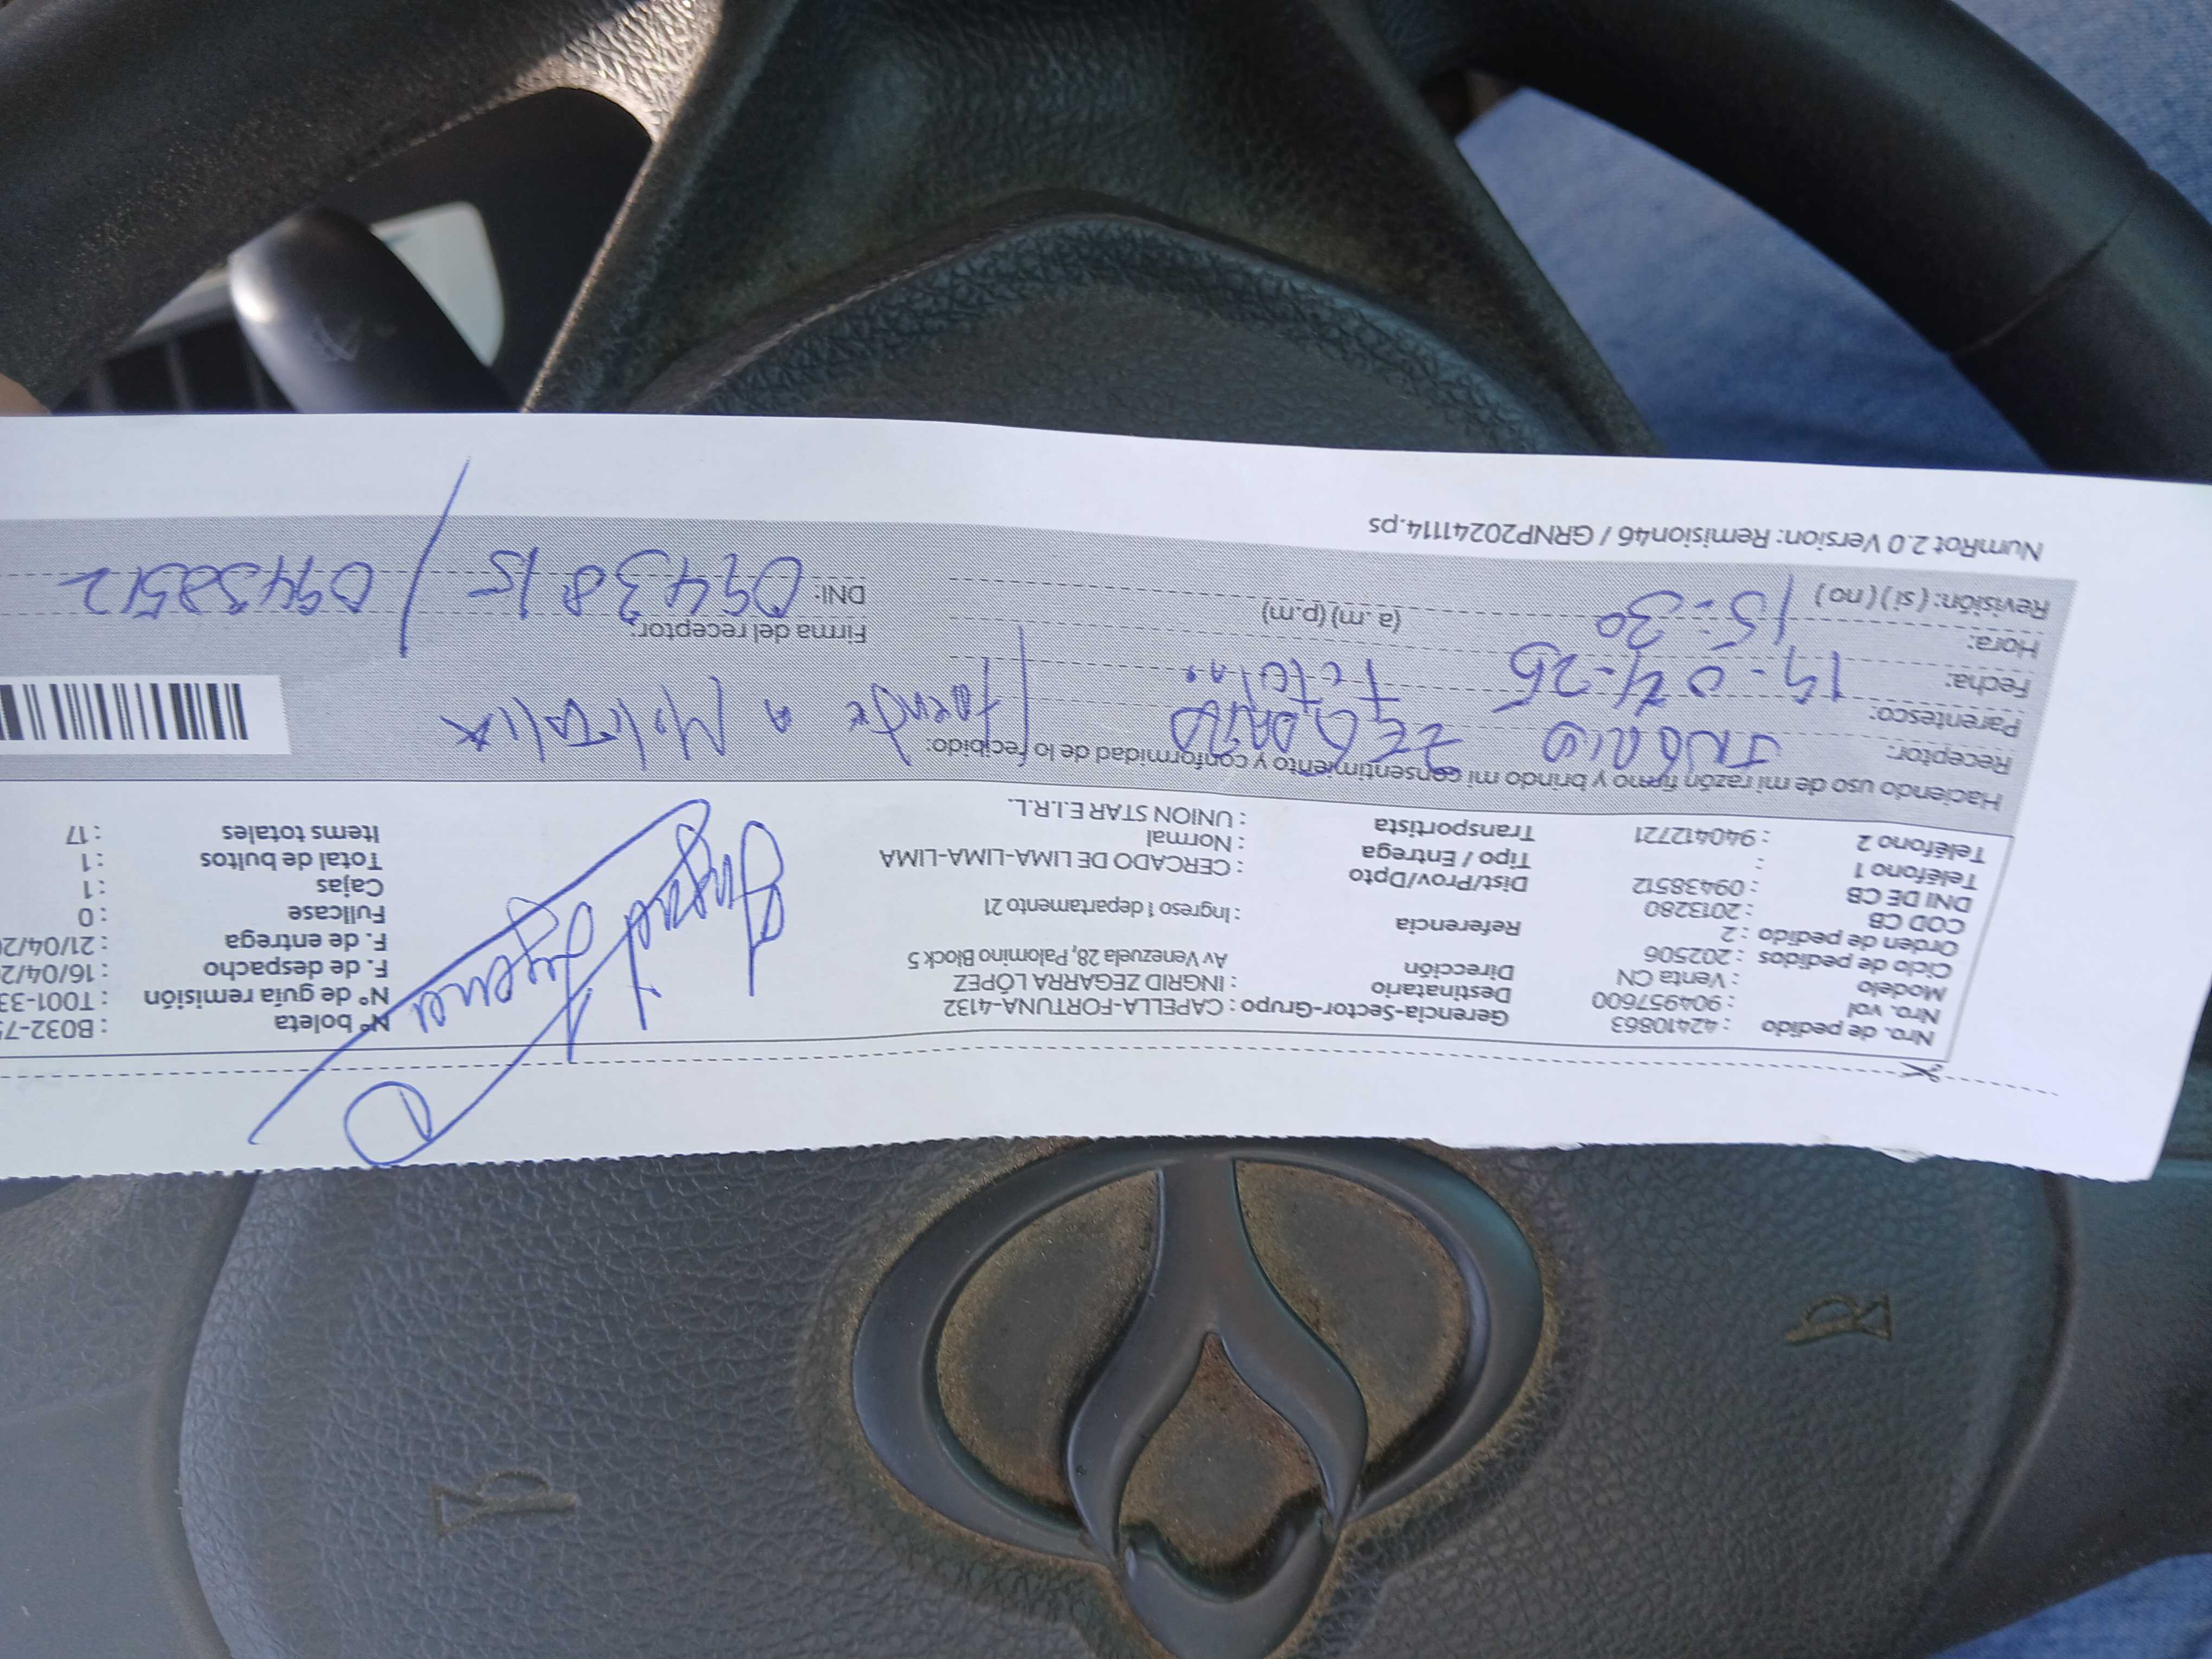 Nro. de pedido : 42410863
Nro. vol : 904957600
Modelo : Venta CN
Ciclo de pedidos : 202506
Orden de pedido : 2
COD CB : 2013280
DNI DE CB : 09438512
Teléfono 1 :
Teléfono 2 : 940412721
Gerencia-Sector-Grupo : CAPELLA-FORTUNA-4132
Destinatario : INGRID ZEGARRA LÓPEZ
Dirección Av Venezuela 28, Palomino Block 5
Referencia : Ingreso 1 departamento 21
Dist/Prov/Dpto : CERCADO DE LIMA-LIMA-LIMA
Tipo / Entrega : Normal
Transportista : UNION STAR E.I.R.L.
Nº boleta : B032-75
Nº de guía remisión : T001-33
F. de despacho : 16/04/20
F. de entrega : 21/04/20
Fullcase : 0
Cajas : 1
Total de bultos : 1
Items totales : 17
Haciendo uso de mi razón firmo y brindo mi consentimiento y conformidad de lo recibido:
Receptor:
Parentesco:
Fecha: 19-04-25
Hora: 15:30 (a.m) (p.m)
Revisión: ( si ) ( no )
frente a
Firma del receptor:
DNI: 0943815 / 09438512
NumRot 2.0 Version: Remision46 / GRNP20241114.ps